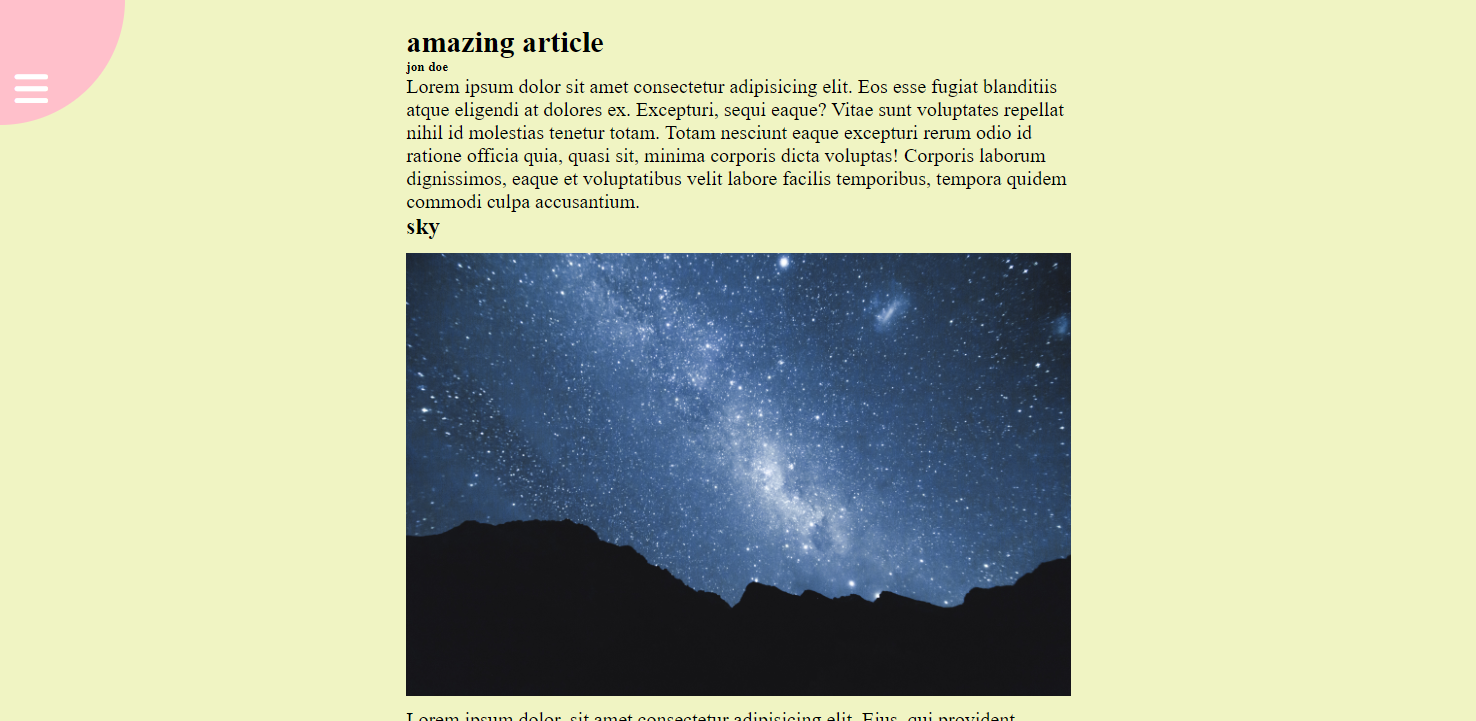 amazing article
jon doe
Lorem ipsum dolor sit amet consectetur adipisicing elit. Eos esse fugiat blanditiis
atque eligendi at dolores ex. Excepturi, sequi eaque? Vitae sunt voluptates repellat
nihil id molestias tenetur totam. Totam nesciunt eaque excepturi rerum odio id
ratione officia quia, quasi sit, minima corporis dicta voluptas! Corporis laborum
dignissimos, eaque et voluptatibus velit labore facilis temporibus, tempora quidem
commodi culpa accusantium.
sky
Lorem ipsum dolor, sit amet consectetur adipisicing elit. Eius, qui provident